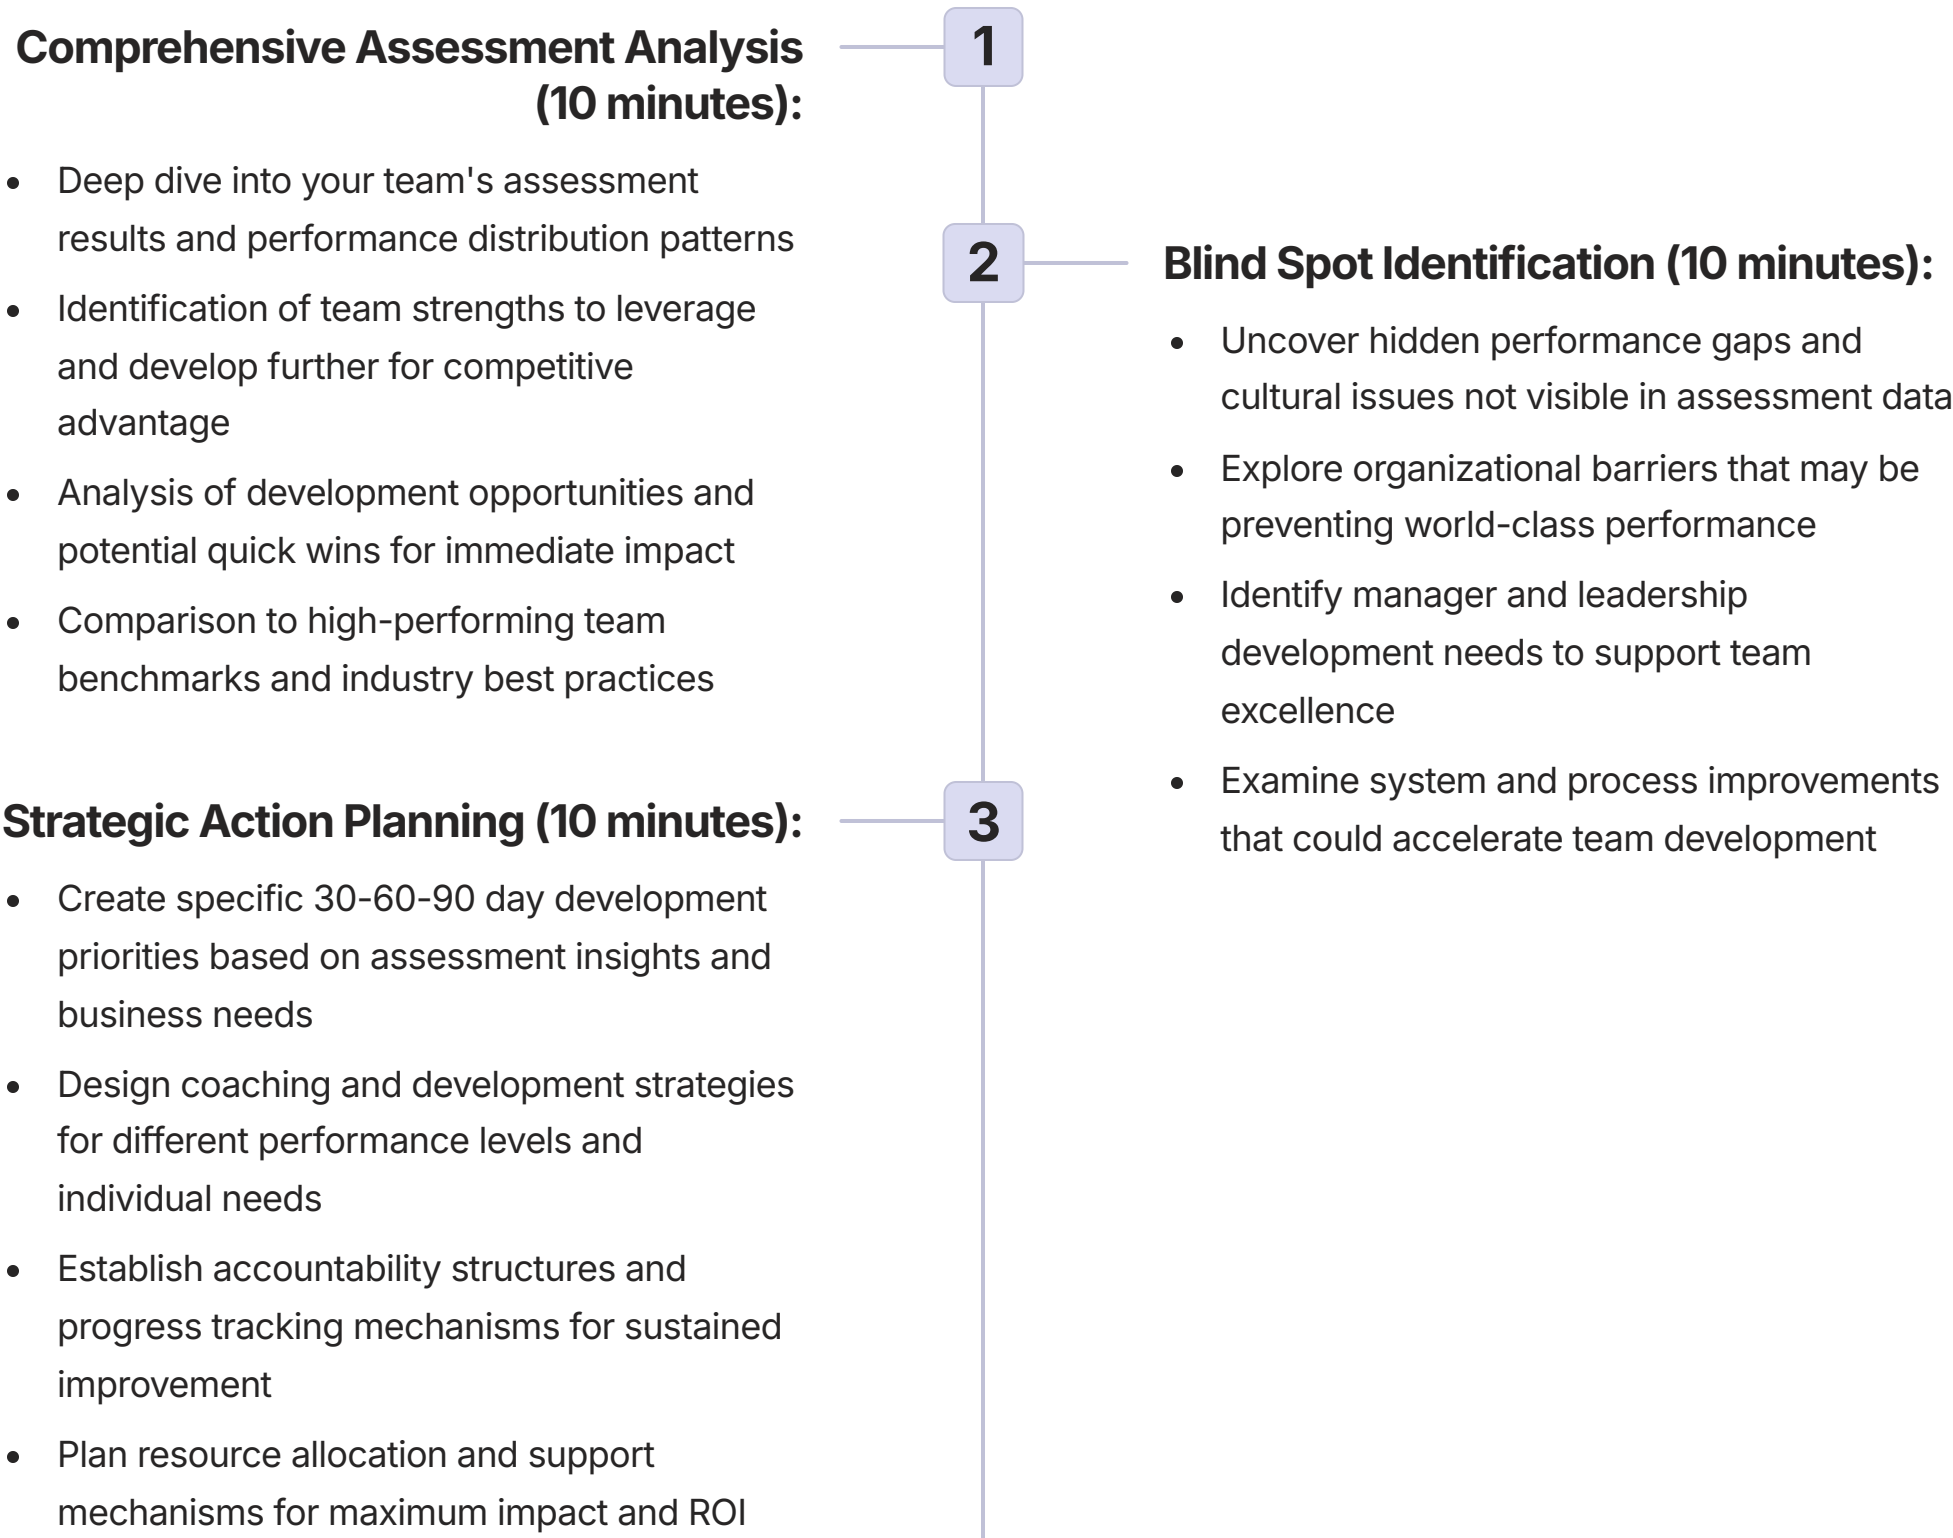 Comprehensive Assessment Analysis
(10 minutes):
1
• Deep dive into your team's assessment
results and performance distribution patterns
• Identification of team strengths to leverage
and develop further for competitive
advantage
• Analysis of development opportunities and
potential quick wins for immediate impact
• Comparison to high-performing team
benchmarks and industry best practices
2
Blind Spot Identification (10 minutes):
• Uncover hidden performance gaps and
cultural issues not visible in assessment data
• Explore organizational barriers that may be
preventing world-class performance
• Identify manager and leadership
development needs to support team
excellence
• Examine system and process improvements
that could accelerate team development
Strategic Action Planning (10 minutes):
3
• Create specific 30-60-90 day development
priorities based on assessment insights and
business needs
• Design coaching and development strategies
for different performance levels and
individual needs
• Establish accountability structures and
progress tracking mechanisms for sustained
improvement
• Plan resource allocation and support
mechanisms for maximum impact and ROI